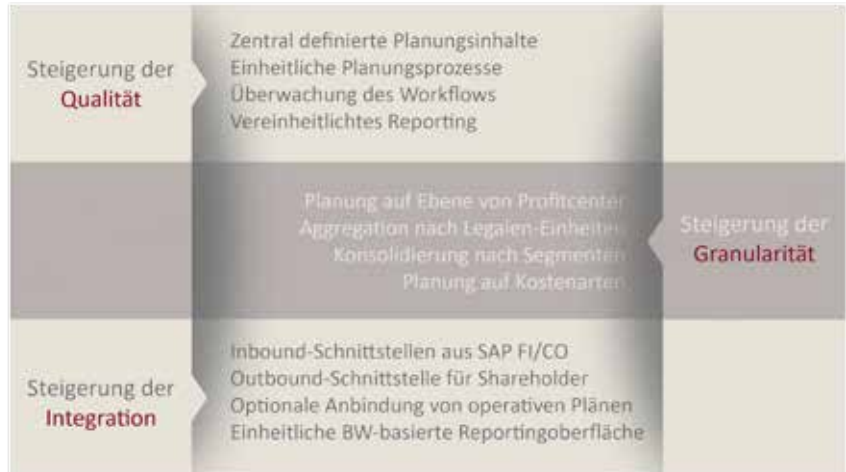 Steigerung der
Qualität
Zentral definierte Planungsinhalte
Einheitliche Planungsprozesse
Überwachung des Workflows
Vereinheitlichtes Reporting
Planung auf Ebene von Profitcenter
Aggregation nach Legalen-Einheiten
Konsolidierung nach Segmenten
Planung auf Kostenarten
Steigerung der
Granularität
Steigerung der
Integration
Inbound-Schnittstellen aus SAP FI/CO
Outbound-Schnittstelle für Shareholder
Optionale Anbindung von operativen Plänen
Einheitliche BW-basierte Reportingoberfläche